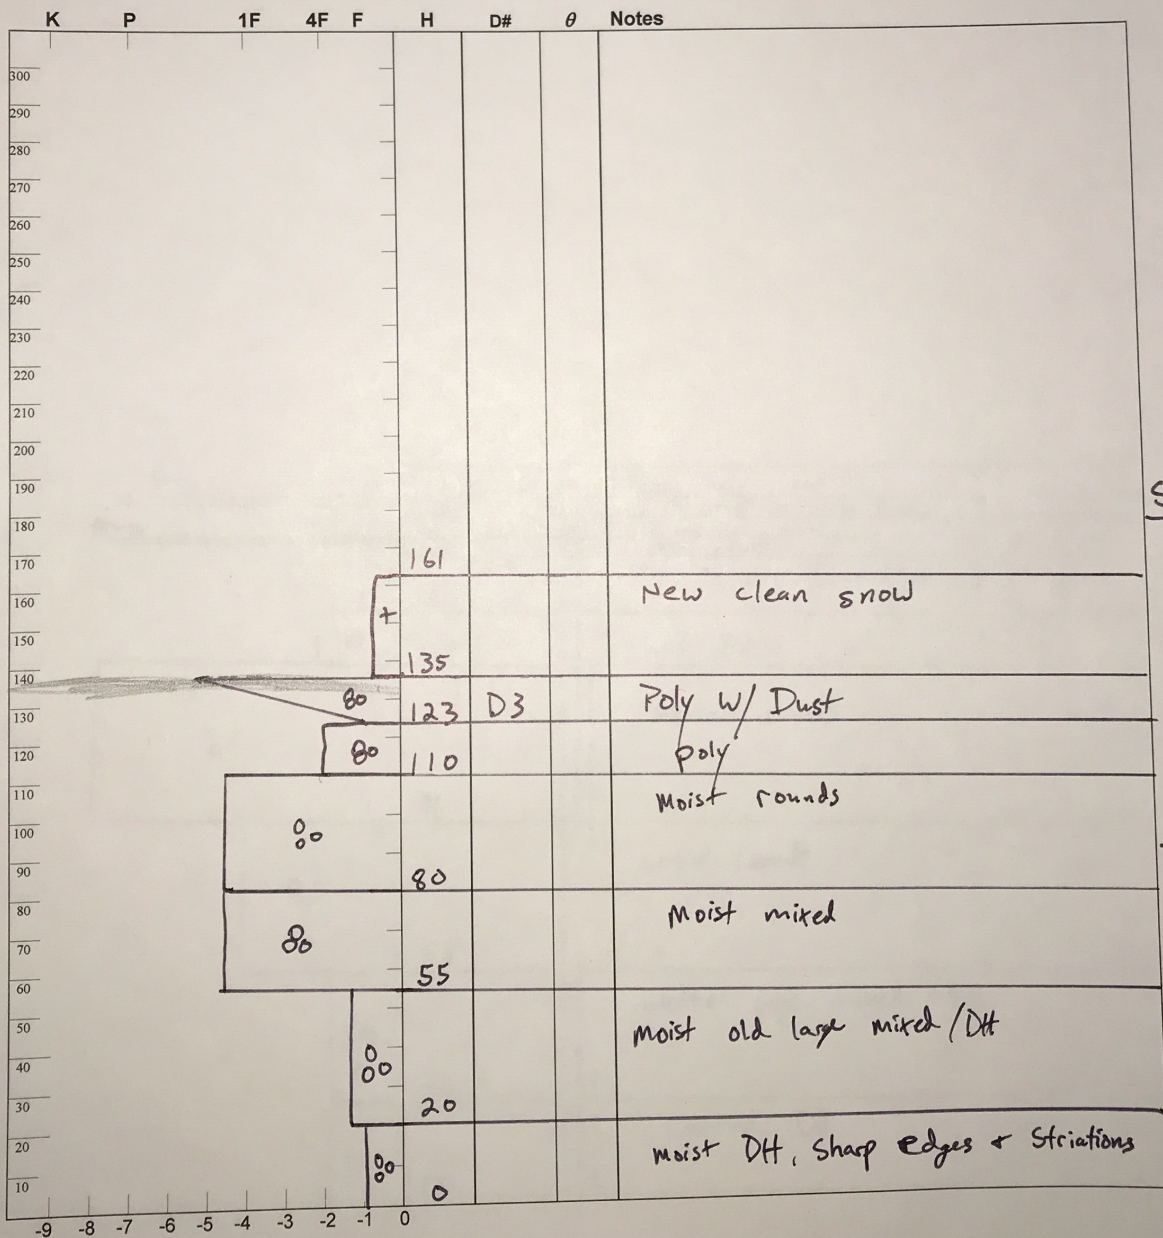 K P 1F 4F F H D# θ Notes
300
290
280
270
260
250
240
230
220
210
200
190
180
170 161
160 New clean snow
150
140 135
130 123 D3 Poly W/ Dust
120 110 poly
110 Moist rounds
100
90 80
80 Moist mixed
70
60 55
50 Moist old large mixed/DH
40
30 20
20 Moist DH, Sharp edges + Striations
10 0
-9 -8 -7 -6 -5 -4 -3 -2 -1 0